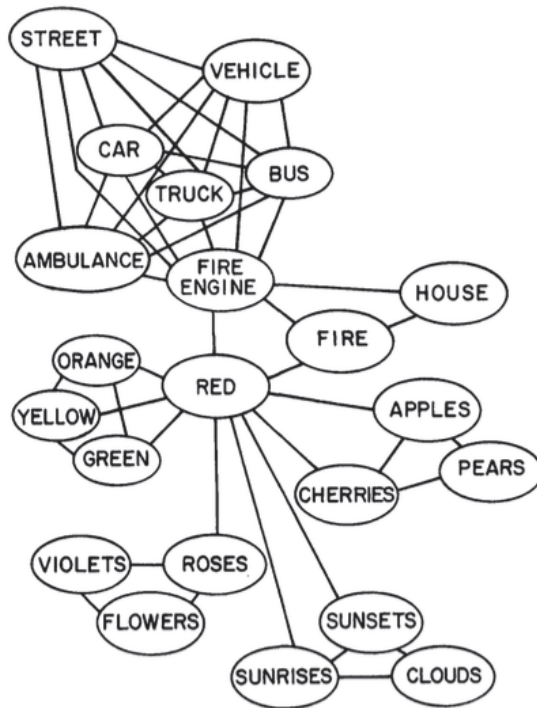 STREET
VEHICLE
CAR
BUS
TRUCK
AMBULANCE
FIRE
ENGINE
HOUSE
FIRE
ORANGE
RED
YELLOW
APPLES
GREEN
PEARS
CHERRIES
VIOLETS
ROSES
FLOWERS
SUNSETS
SUNRISES
CLOUDS